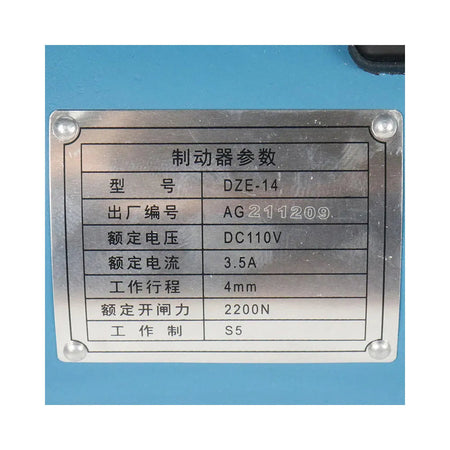 制动器参数
型 号 DZE-14
出厂编号 AG211209
额定电压 DC110V
额定电流 3.5A
工作行程 4mm
额定开闸力 2200N
工 作 制 S5